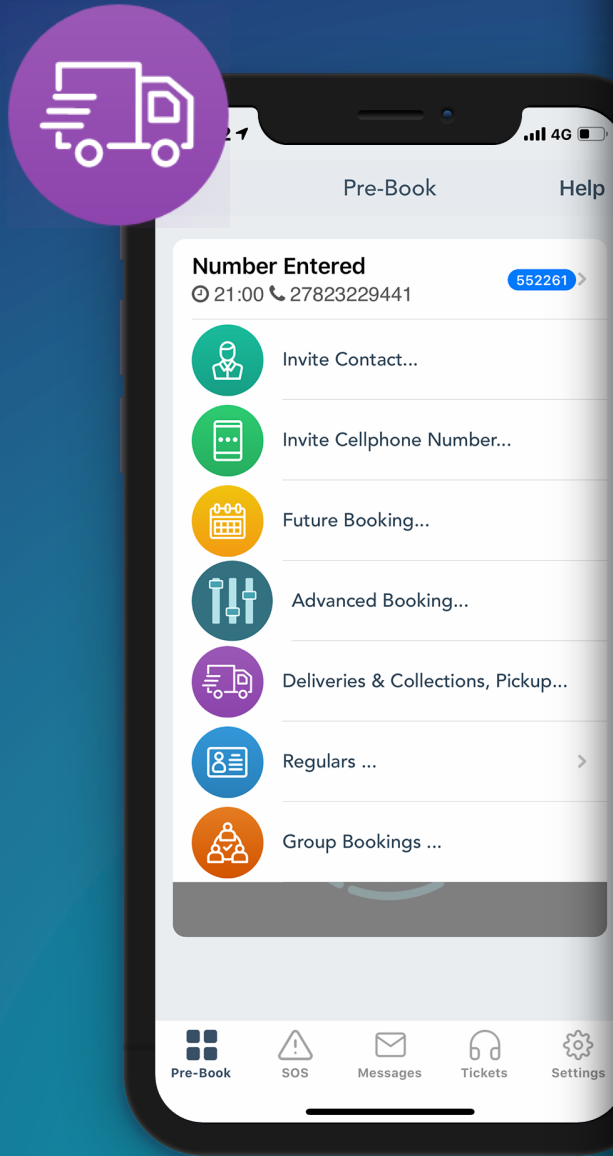 4G
Pre-Book
Help
Number Entered
21:00 27823229441
552261
Invite Contact...
Invite Cellphone Number...
Future Booking...
Advanced Booking...
Deliveries & Collections, Pickup...
Regulars ...
Group Bookings ...
Pre-Book
SOS
Messages
Tickets
Settings